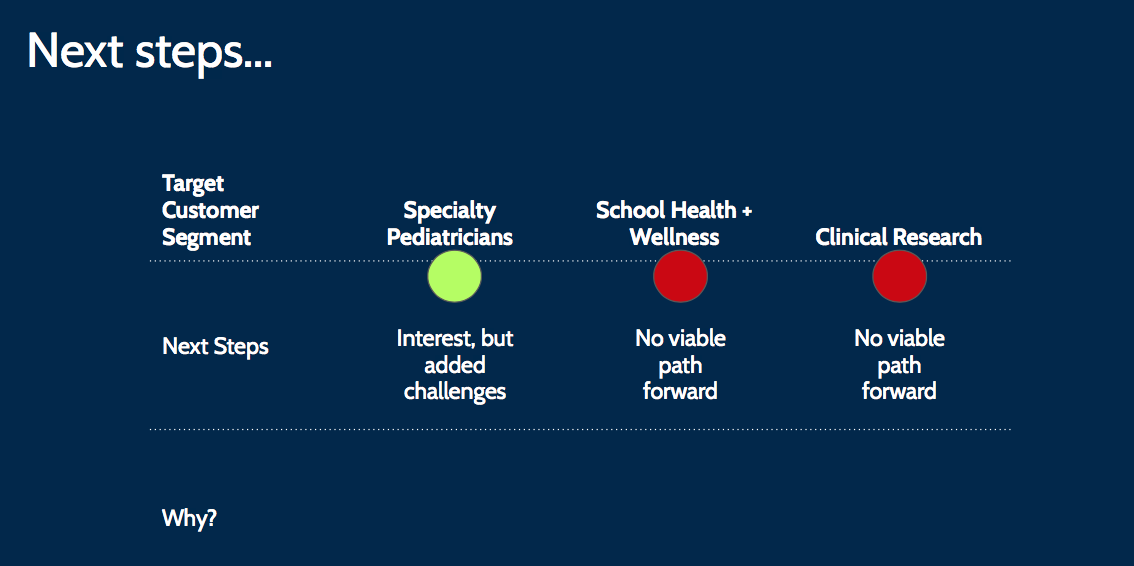 Next steps...
Target
Customer
Segment
Specialty
Pediatricians
School Health +
Wellness
Clinical Research
Next Steps
Interest, but
added
challenges
No viable
path
forward
No viable
path
forward
Why?